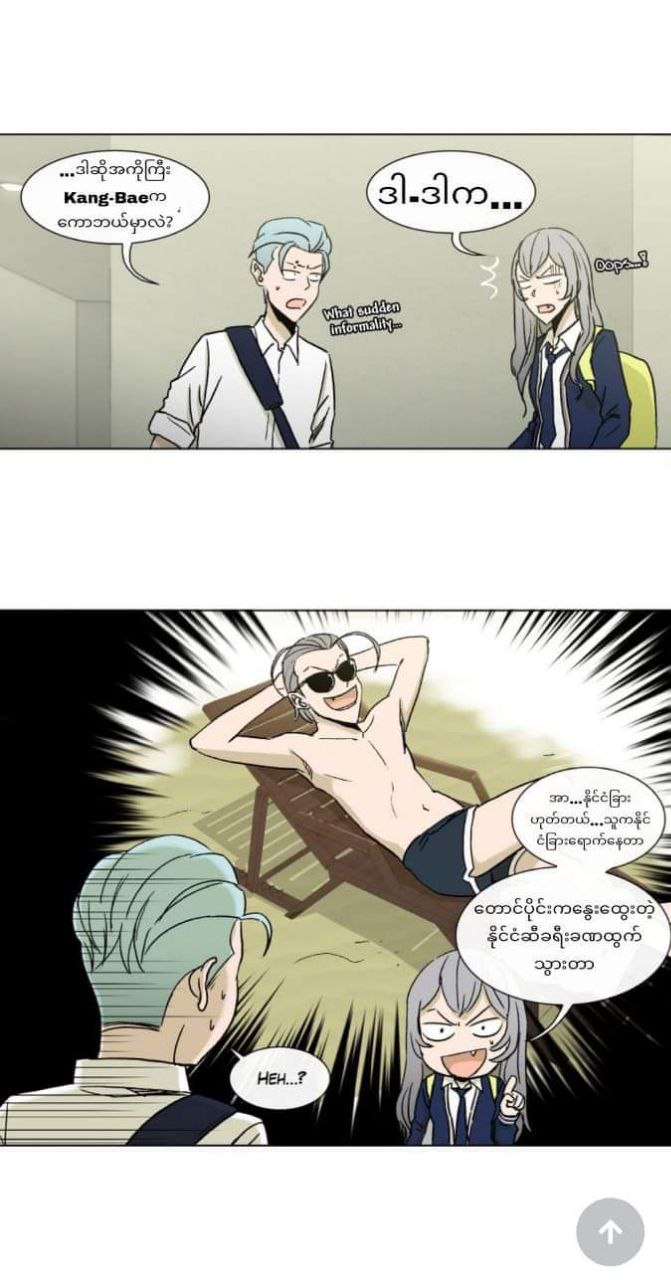 ...ဒါဆိုအကိုကြီး
Kang-Baeက
ကောဘယ်မှာလဲ?
ဒါ-ဒါက...
What sudden
informality...
Oops...!
အာ...နိုင်ငံခြား
ဟုတ်တယ်...သူကနိုင်
ငံခြားရောက်နေတာ
တောင်ပိုင်းကနွေးထွေးတဲ့
နိုင်ငံဆီခရီးခဏထွက်
သွားတာ
HEH...?